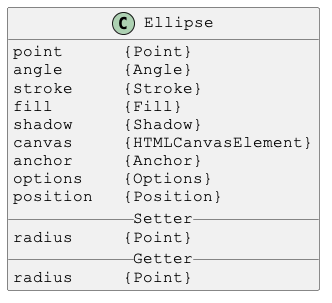 C Ellipse
point {Point}
angle {Angle}
stroke {Stroke}
fill {Fill}
shadow {Shadow}
canvas {HTMLCanvasElement}
anchor {Anchor}
options {Options}
position {Position}
Setter
radius {Point}
Getter
radius {Point}